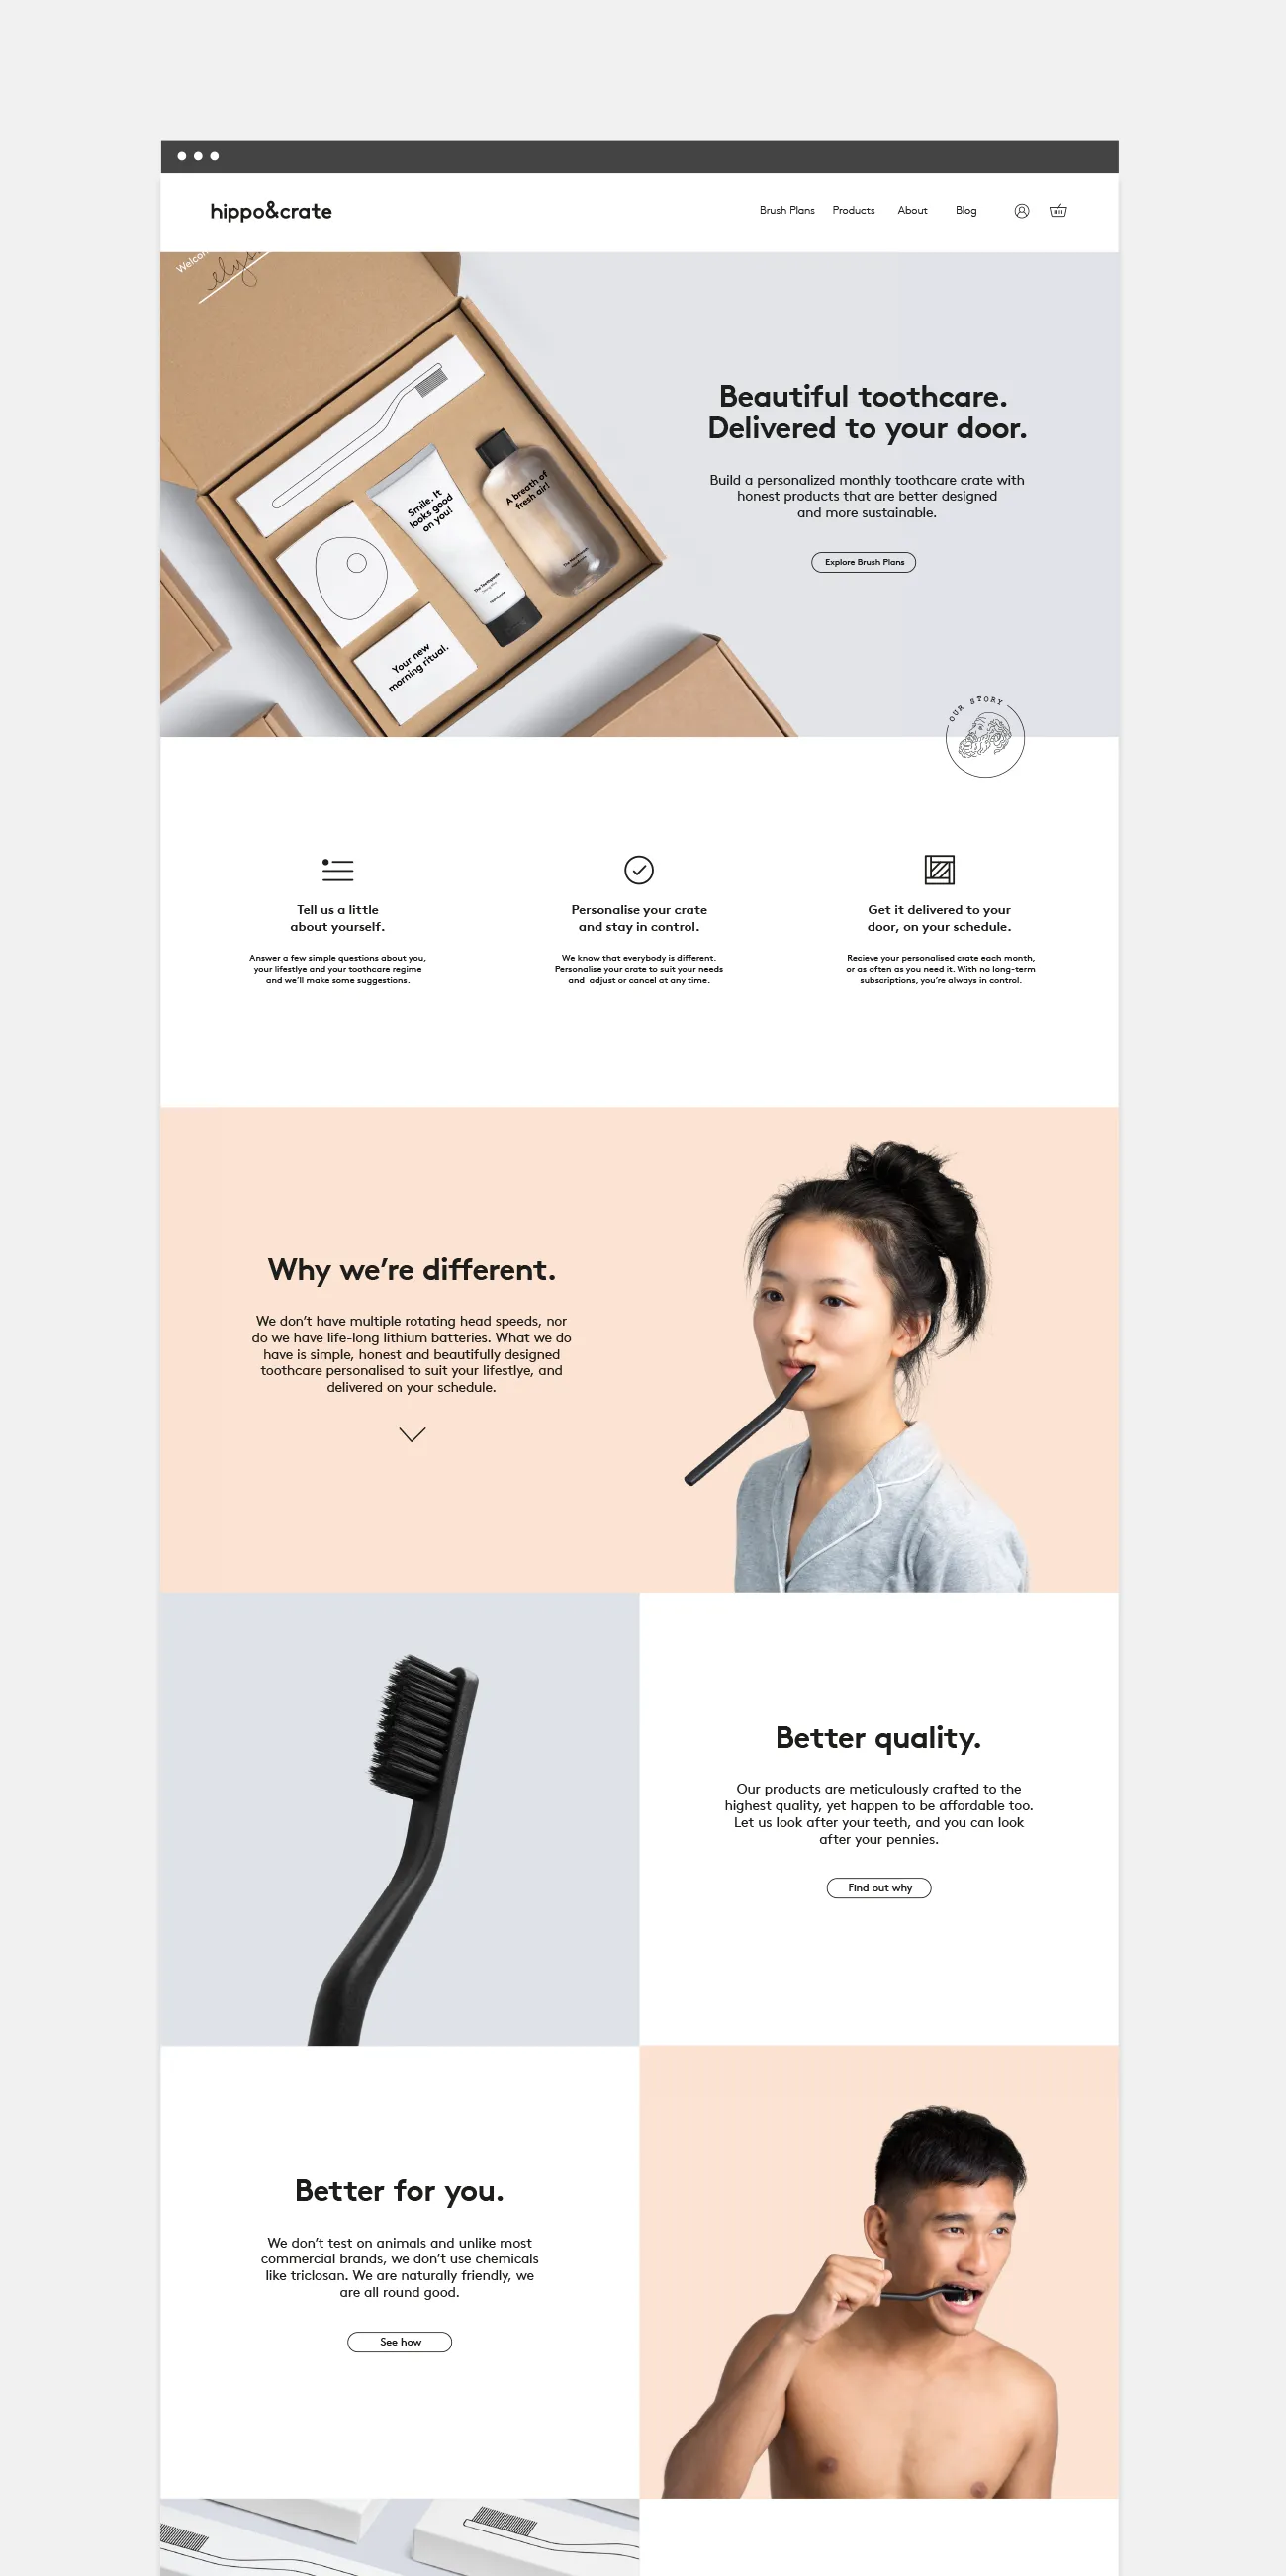 hippo&crate
Brush Plans Products About Blog
elys
Beautiful toothcare.
Delivered to your door.
Build a personalized monthly toothcare crate with
honest products that are better designed
and more sustainable.
Explore Brush Plans
Smile. It
looks good
on you!
The Toothpaste
A breath of
fresh air!
The Mouthwash
Your new
morning ritual.
OUR STORY
Tell us a little
about yourself.
Answer a few simple questions about you,
your lifestlye and your toothcare regime
and we'll make some suggestions.
Personalise your crate
and stay in control.
We know that everybody is different.
Personalise your crate to suit your needs
and adjust or cancel at any time.
Get it delivered to your
door, on your schedule.
Recieve your personalised crate each month,
or as often as you need it. With no long-term
subscriptions, you're always in control.
Why we're different.
We don't have multiple rotating head speeds, nor
do we have life-long lithium batteries. What we do
have is simple, honest and beautifully designed
toothcare personalised to suit your lifestlye, and
delivered on your schedule.
Better quality.
Our products are meticulously crafted to the
highest quality, yet happen to be affordable too.
Let us look after your teeth, and you can look
after your pennies.
Find out why
Better for you.
We don't test on animals and unlike most
commercial brands, we don't use chemicals
like triclosan. We are naturally friendly, we
are all round good.
See how